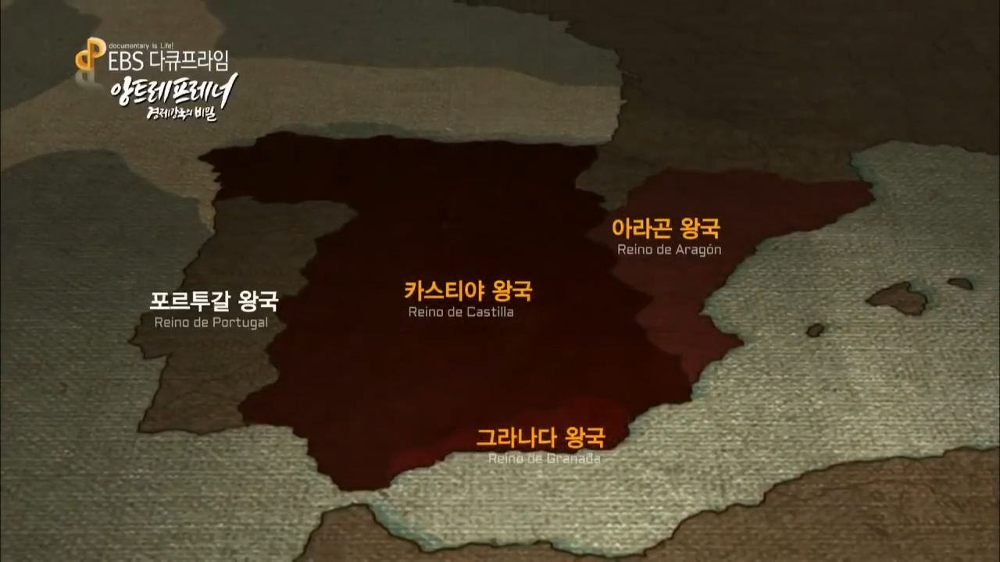 documentary is Life!
EBS 다큐프라임
앙트레프레너
경제강국의 비밀
아라곤 왕국
Reino de Aragón
카스티야 왕국
Reino de Castilla
포르투갈 왕국
Reino de Portugal
그라나다 왕국
Reino de Granada